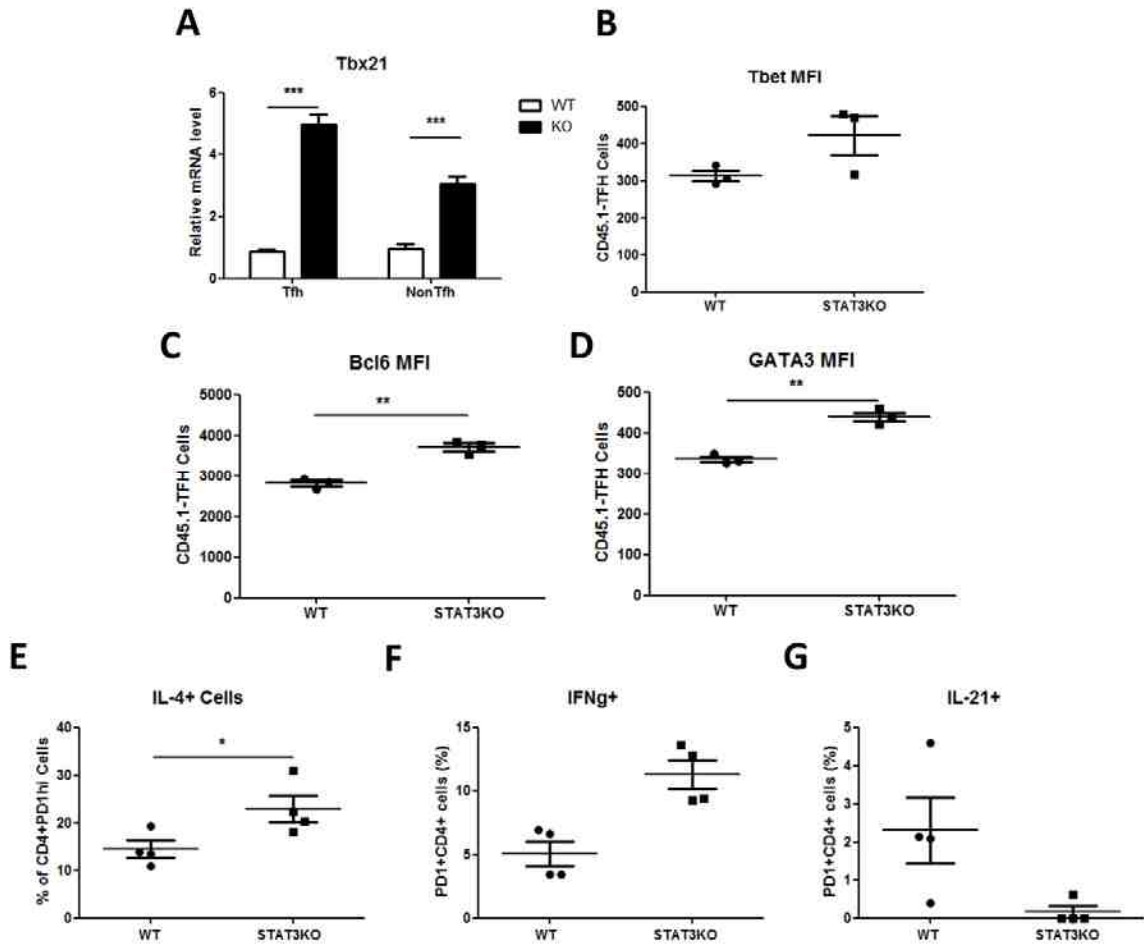 A
Tbx21
Relative mRNA level
6
4
2
0
***
***
Tfh
NonTfh
WT
KO
B
Tbet MFI
CD45.1-TFH Cells
500
400
300
200
100
0
WT
STAT3KO
C
Bcl6 MFI
CD45.1-TFH Cells
5000
4000
3000
2000
1000
0
**
WT
STAT3KO
D
GATA3 MFI
CD45.1-TFH Cells
500
400
300
200
100
0
**
WT
STAT3KO
E
IL-4+ Cells
% of CD4+PD1hi Cells
40
30
20
10
0
*
WT
STAT3KO
F
IFNg+
PD1+CD4+ cells (%)
15
10
5
0
WT
STAT3KO
G
IL-21+
PD1+CD4+ cells (%)
5
4
3
2
1
0
WT
STAT3KO